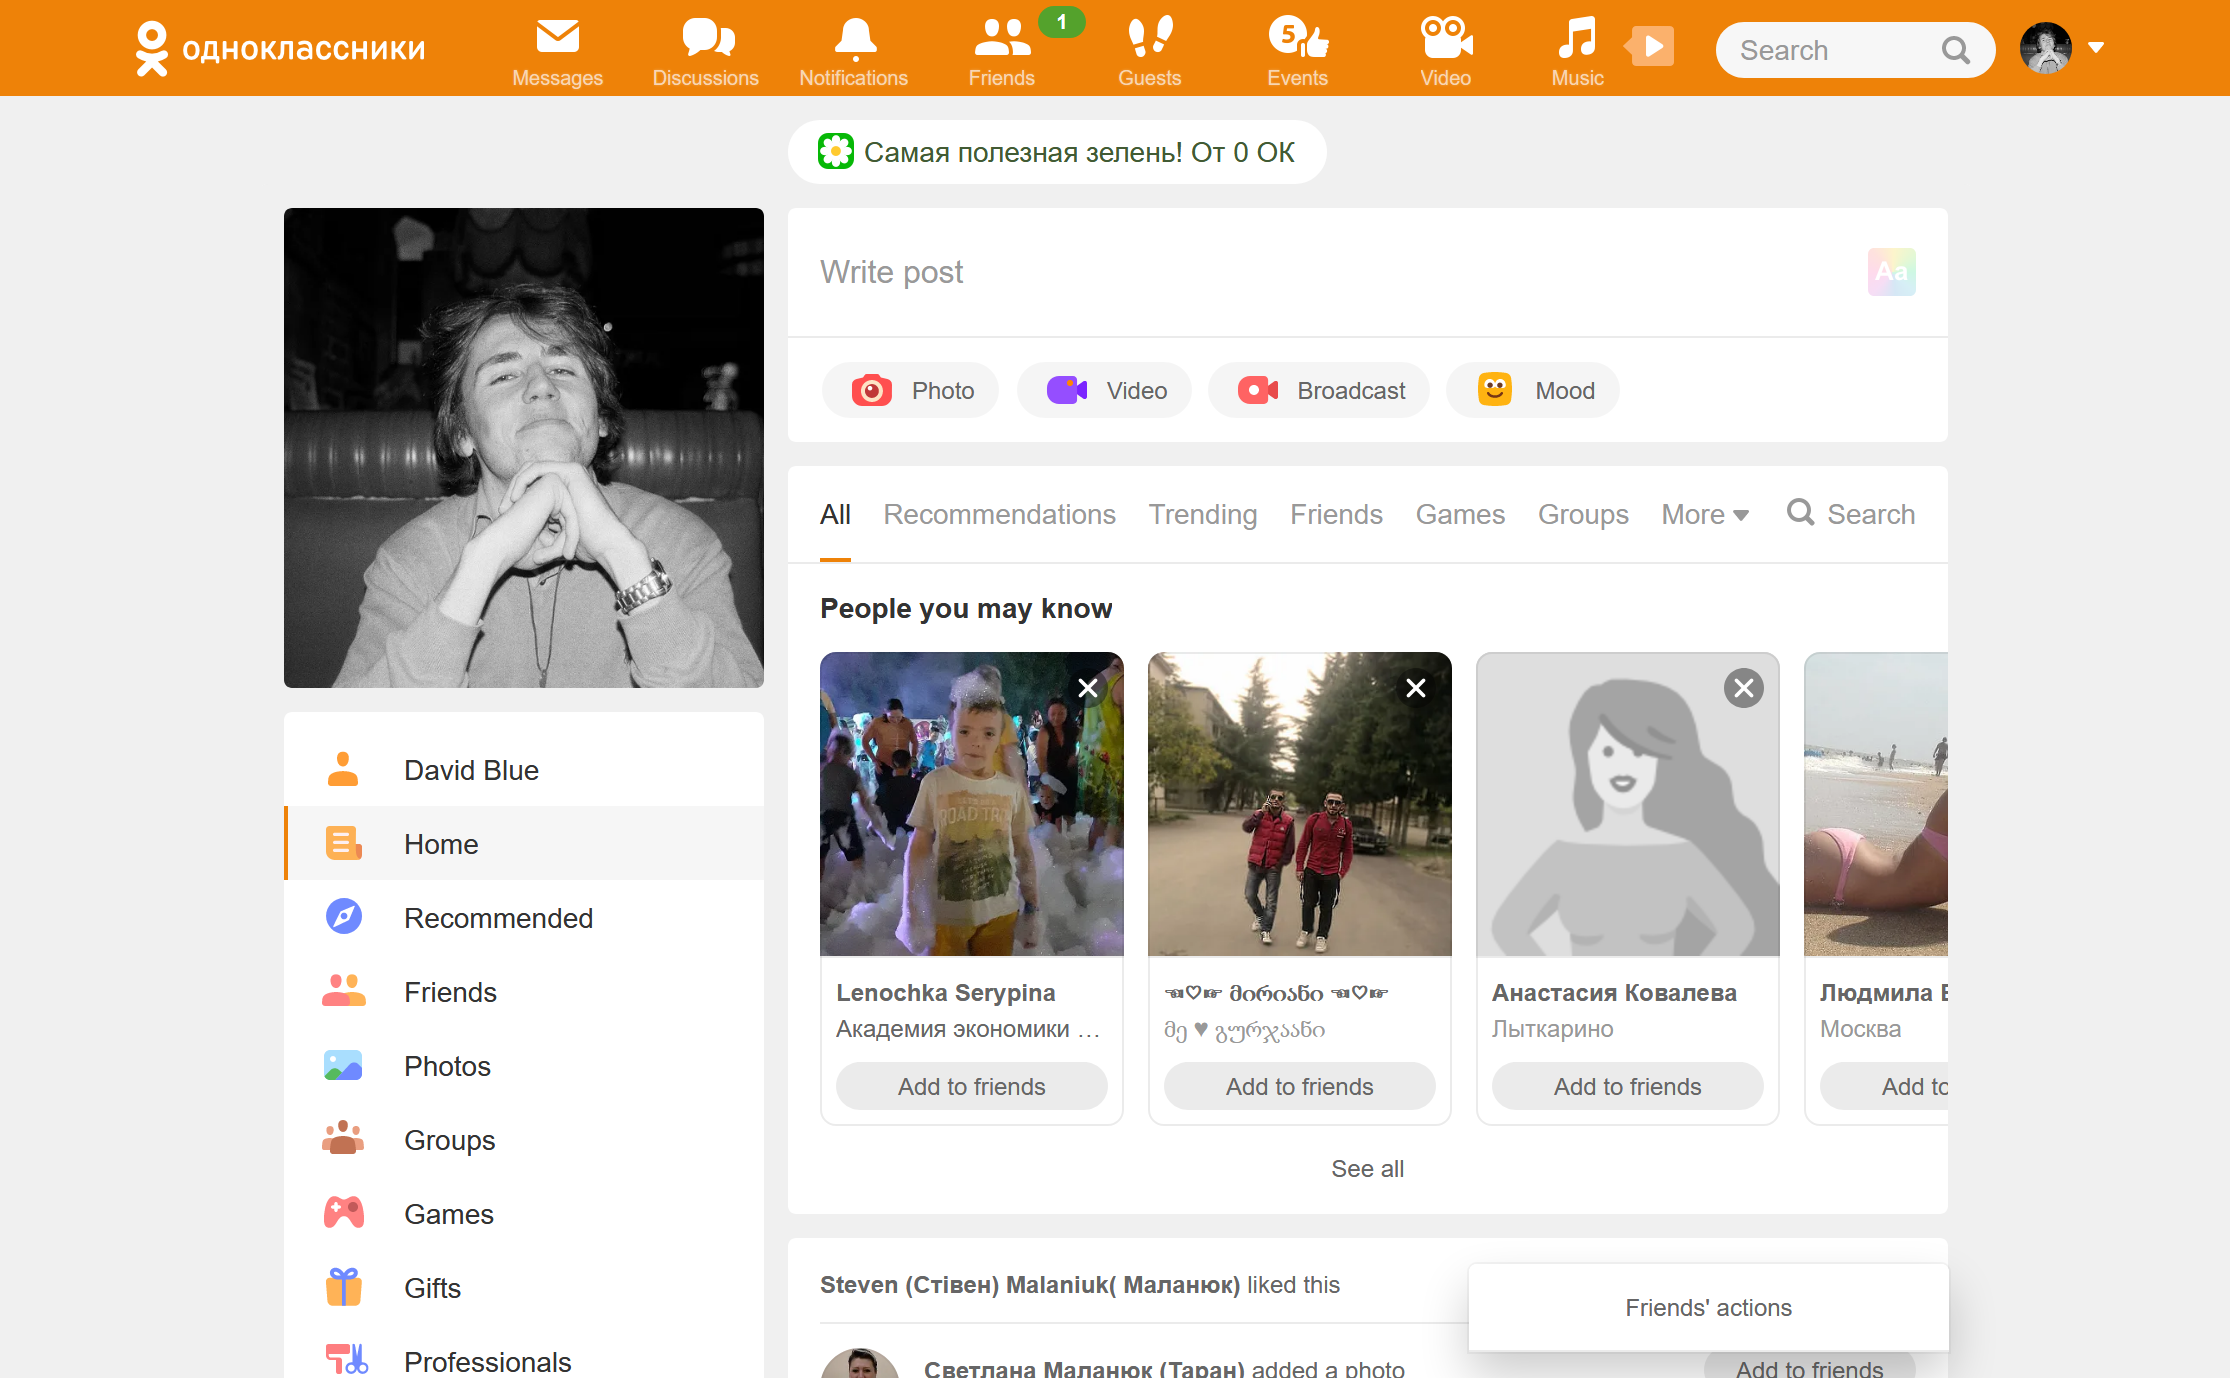 одноклассники
Messages
Discussions
Notifications
Friends
1
Guests
5
Events
Video
Music
Search
Самая полезная зелень! От 0 ОК
Write post
Aa
Photo
Video
Broadcast
Mood
All
Recommendations
Trending
Friends
Games
Groups
More
Search
People you may know
Lenochka Serypina
Академия экономики …
Add to friends
☜♡☞ მირიანი ☜♡☞
მე ♥ გურჯაანი
Add to friends
Анастасия Ковалева
Лыткарино
Add to friends
Людмила
Москва
Add to
See all
David Blue
Home
Recommended
Friends
Photos
Groups
Games
Gifts
Professionals
Steven (Стівен) Malaniuk( Маланюк) liked this
Friends' actions
Светлана Маланюк (Таран) added a photo
Add to friends